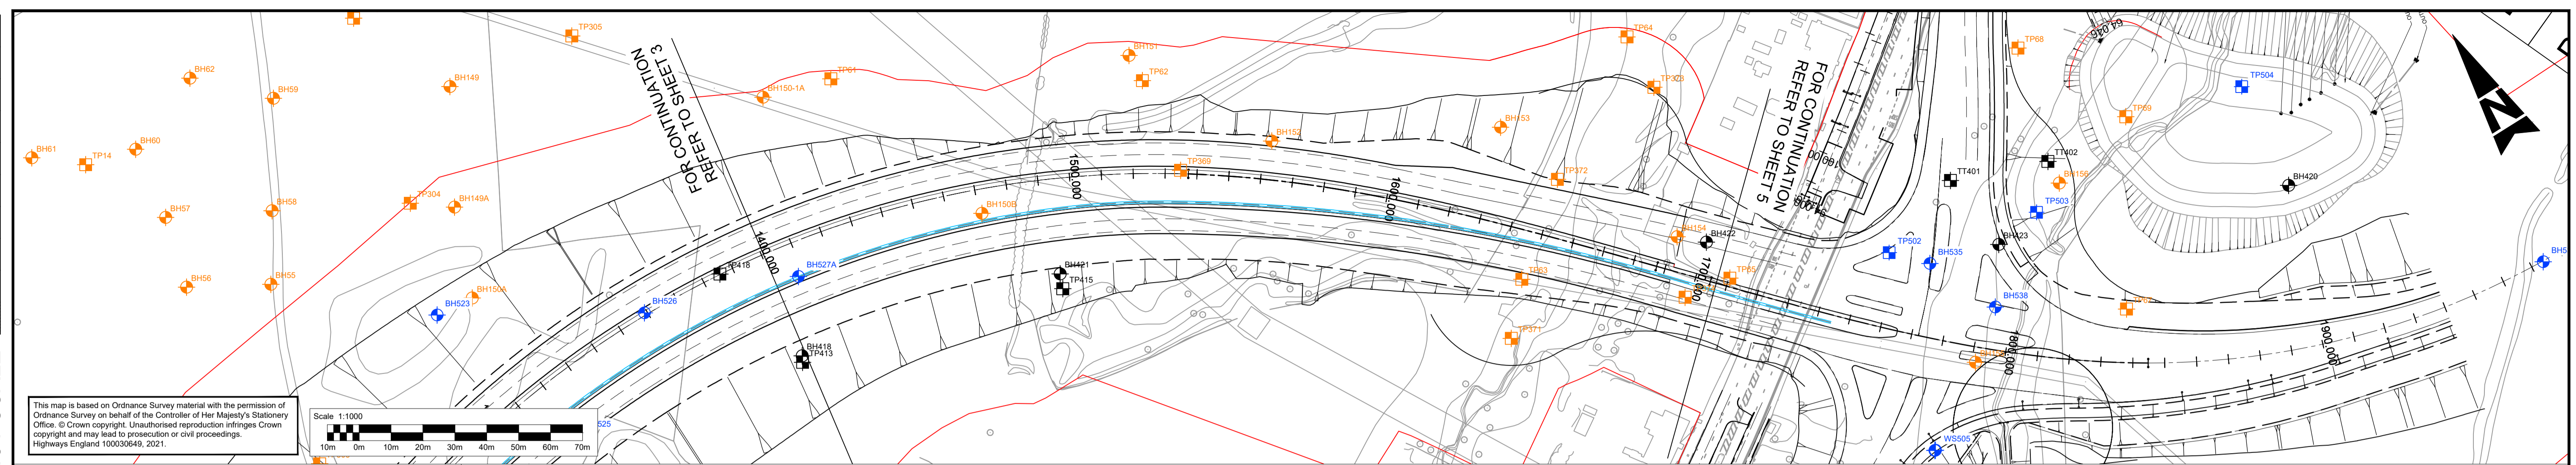 TP305
FOR CONTINUATION
REFER TO SHEET 3
BH62
BH59
BH149
BH150-1A
TP61
BH151
TP62
TP64
FOR CONTINUATION
REFER TO SHEET 5
TP68
TP504
TP69
BH61
TP14
BH60
BH152
BH153
TP369
TP372
1500.000
1600.000
TT401
TT402
BH156
BH420
TP304
BH149A
BH57
BH58
BH150B
TP503
1400.000
BH154
BH422
BH423
TP502
BH535
BH527A
BH421
TP415
TP63
TP65
1700.000
BH56
BH55
BH150A
BH523
BH526
BH538
TP371
1800.000
1900.000
BH418
TP413
WS505
This map is based on Ordnance Survey material with the permission of
Ordnance Survey on behalf of the Controller of Her Majesty's Stationery
Office. © Crown copyright. Unauthorised reproduction infringes Crown
copyright and may lead to prosecution or civil proceedings.
Highways England 100030649, 2021.
Scale 1:1000
10m 0m 10m 20m 30m 40m 50m 60m 70m